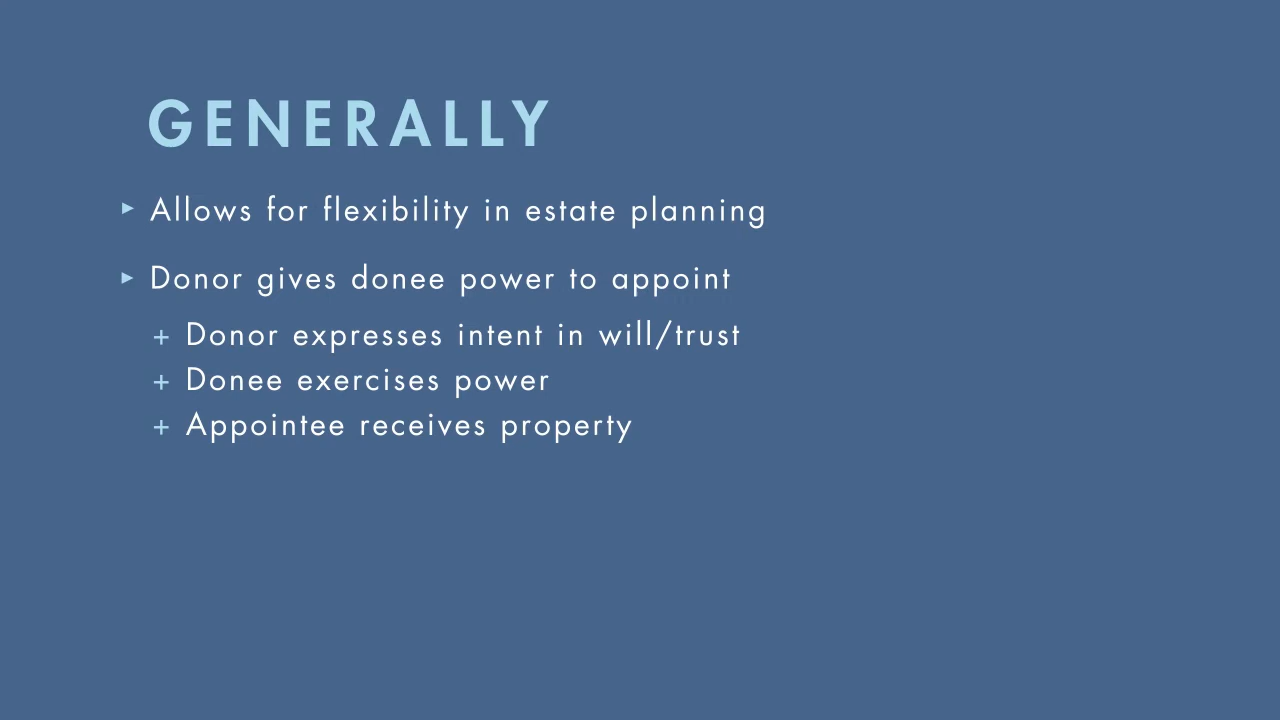 GENERALLY
▸ Allows for flexibility in estate planning
▸ Donor gives donee power to appoint
+ Donor expresses intent in will/trust
+ Donee exercises power
+ Appointee receives property